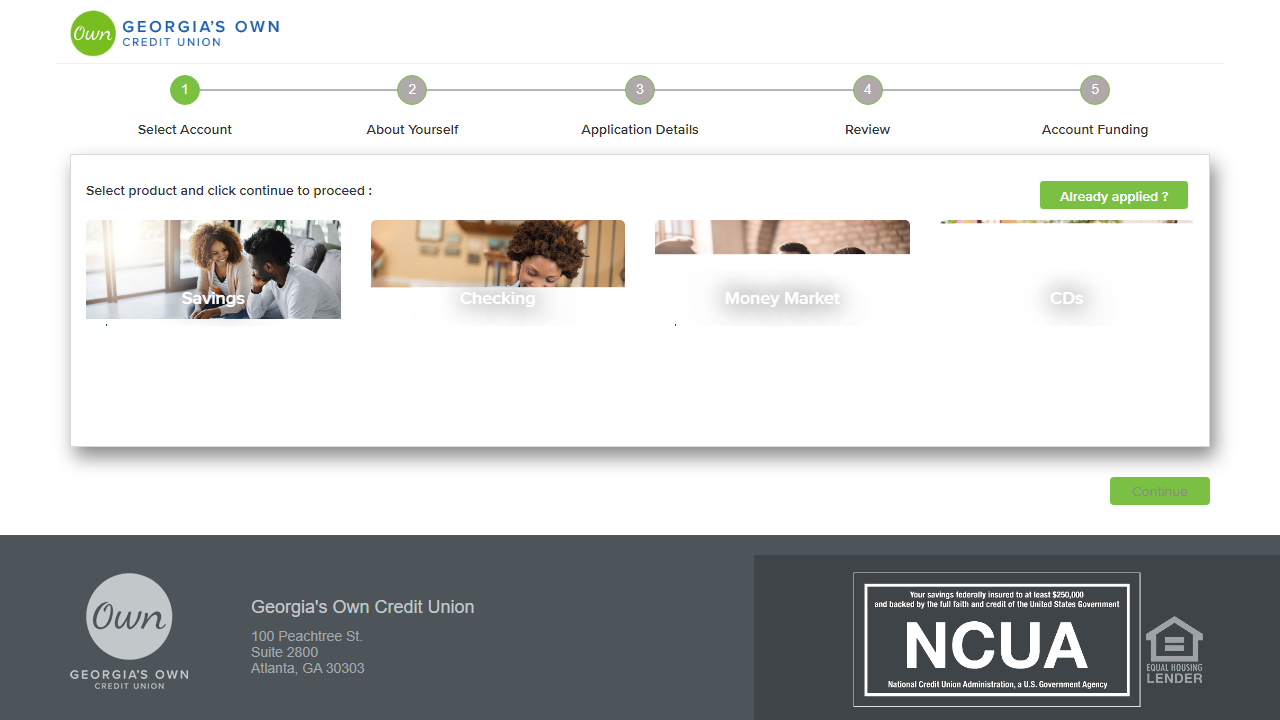 Own
GEORGIA'S OWN
CREDIT UNION
1 2 3 4 5
Select Account About Yourself Application Details Review Account Funding
Select product and click continue to proceed :
Already applied ?
Savings Checking Money Market CDs
Continue
Own
GEORGIA'S OWN
CREDIT UNION
Georgia's Own Credit Union
100 Peachtree St.
Suite 2800
Atlanta, GA 30303
Your savings federally insured to at least $250,000
and backed by the full faith and credit of the United States Government
NCUA
National Credit Union Administration, a U.S. Government Agency
EQUAL HOUSING
LENDER